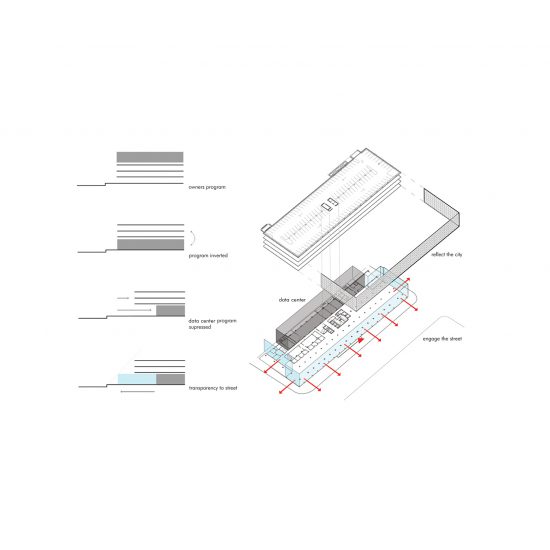 owners program
program inverted
data center program
supressed
transparency to street
reflect the city
data center
engage the street